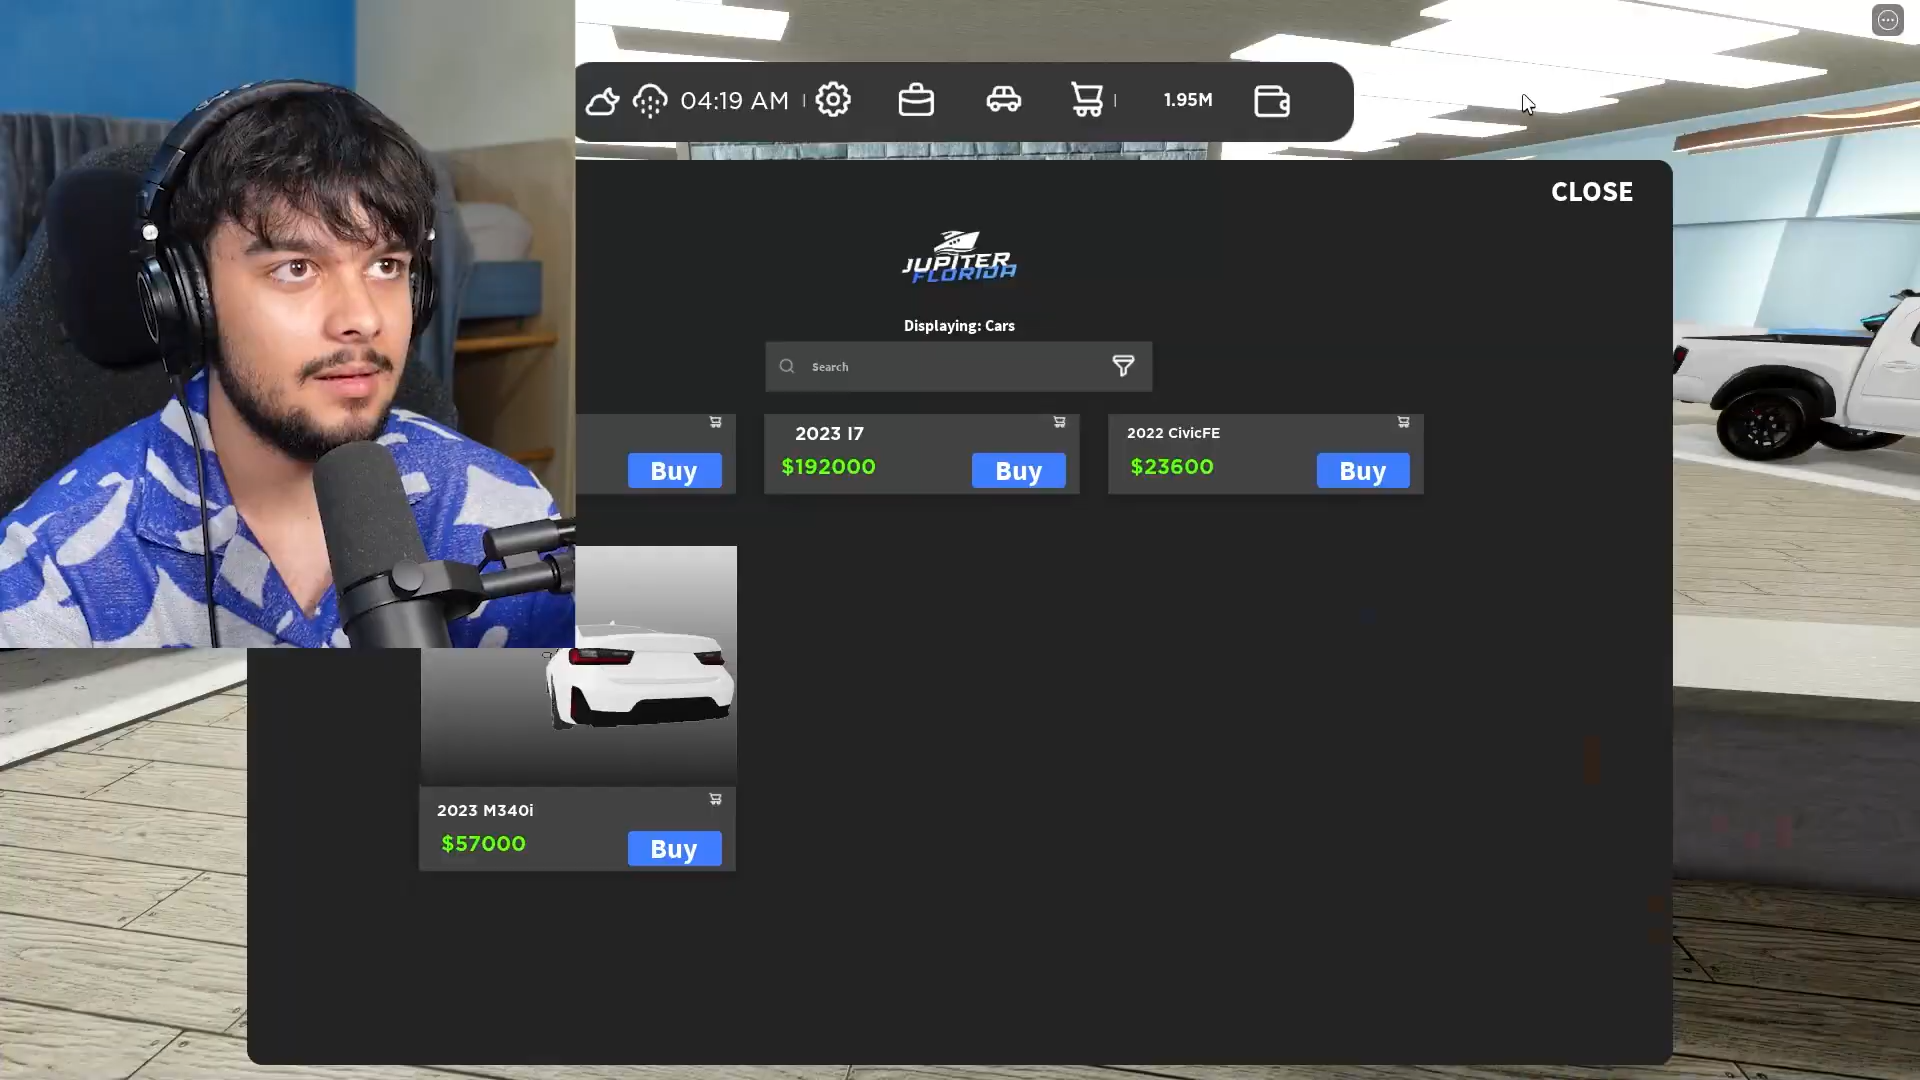 04:19 AM
1.95M
CLOSE
JUPITER
FLORIDA
Displaying: Cars
Search
Buy
2023 I7
$192000
Buy
2022 CivicFE
$23600
Buy
2023 M340i
$57000
Buy